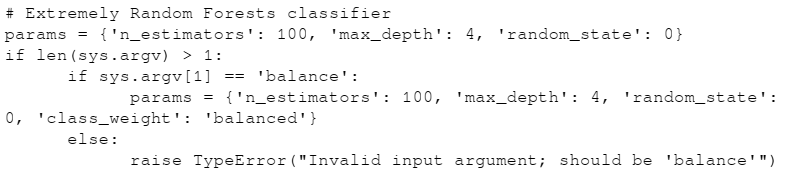 # Extremely Random Forests classifier
params = {'n_estimators': 100, 'max_depth': 4, 'random_state': 0}
if len(sys.argv) > 1:
      if sys.argv[1] == 'balance':
            params = {'n_estimators': 100, 'max_depth': 4, 'random_state':
0, 'class_weight': 'balanced'}
      else:
            raise TypeError("Invalid input argument; should be 'balance'")